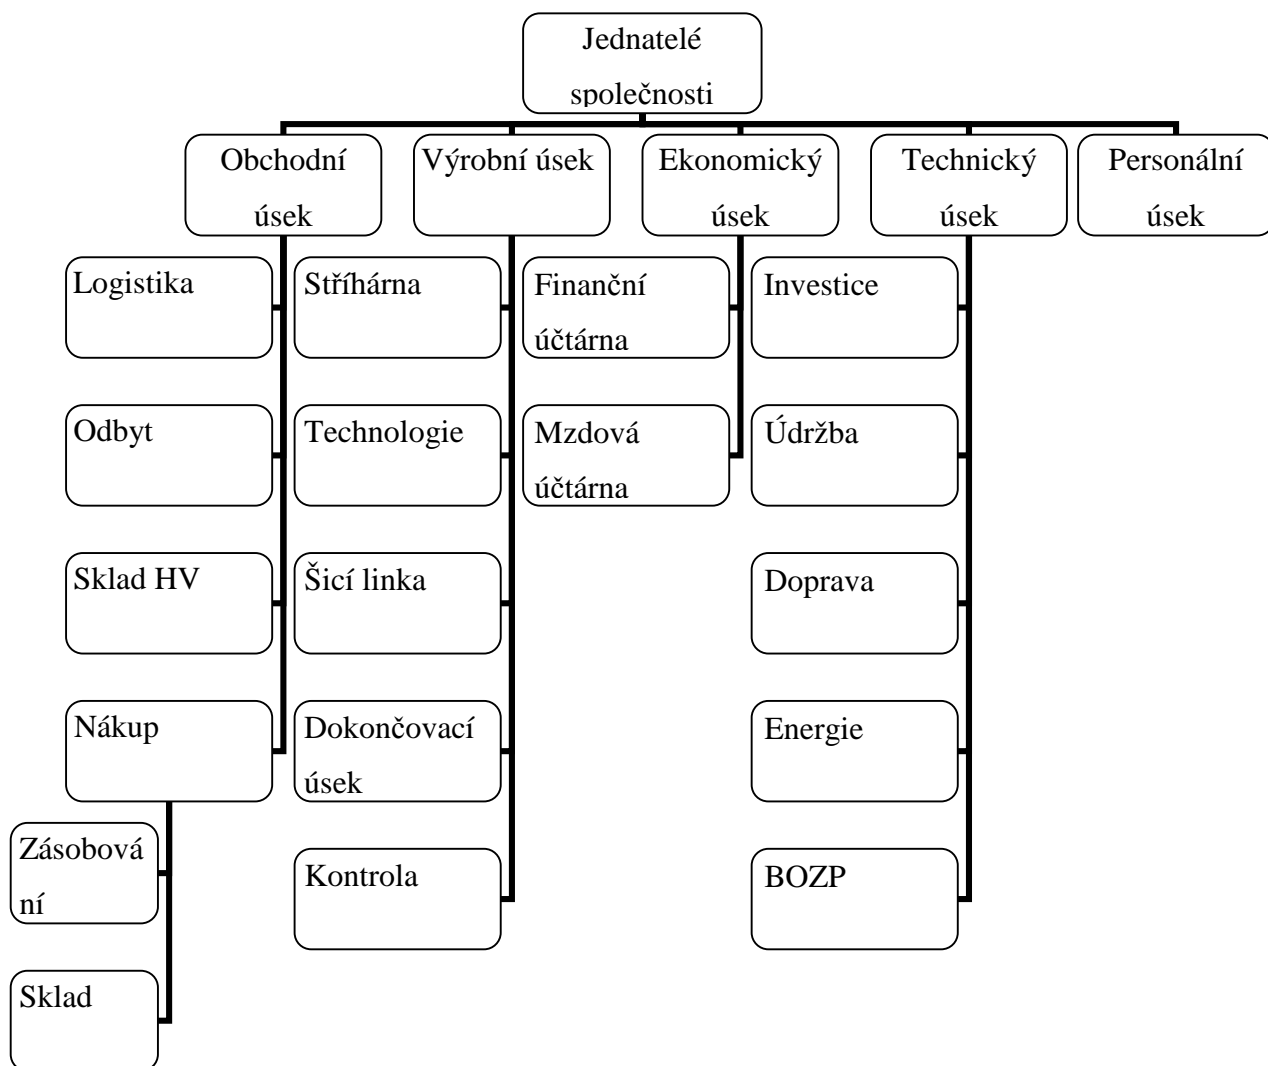 Jednatelé
společnosti
Obchodní
úsek
Výrobní úsek
Ekonomický
úsek
Technický
úsek
Personální
úsek
Logistika
Stříhárna
Finanční
účtárna
Investice
Odbyt
Technologie
Mzdová
účtárna
Údržba
Sklad HV
Šicí linka
Doprava
Nákup
Dokončovací
úsek
Energie
Zásobová
ní
Kontrola
BOZP
Sklad